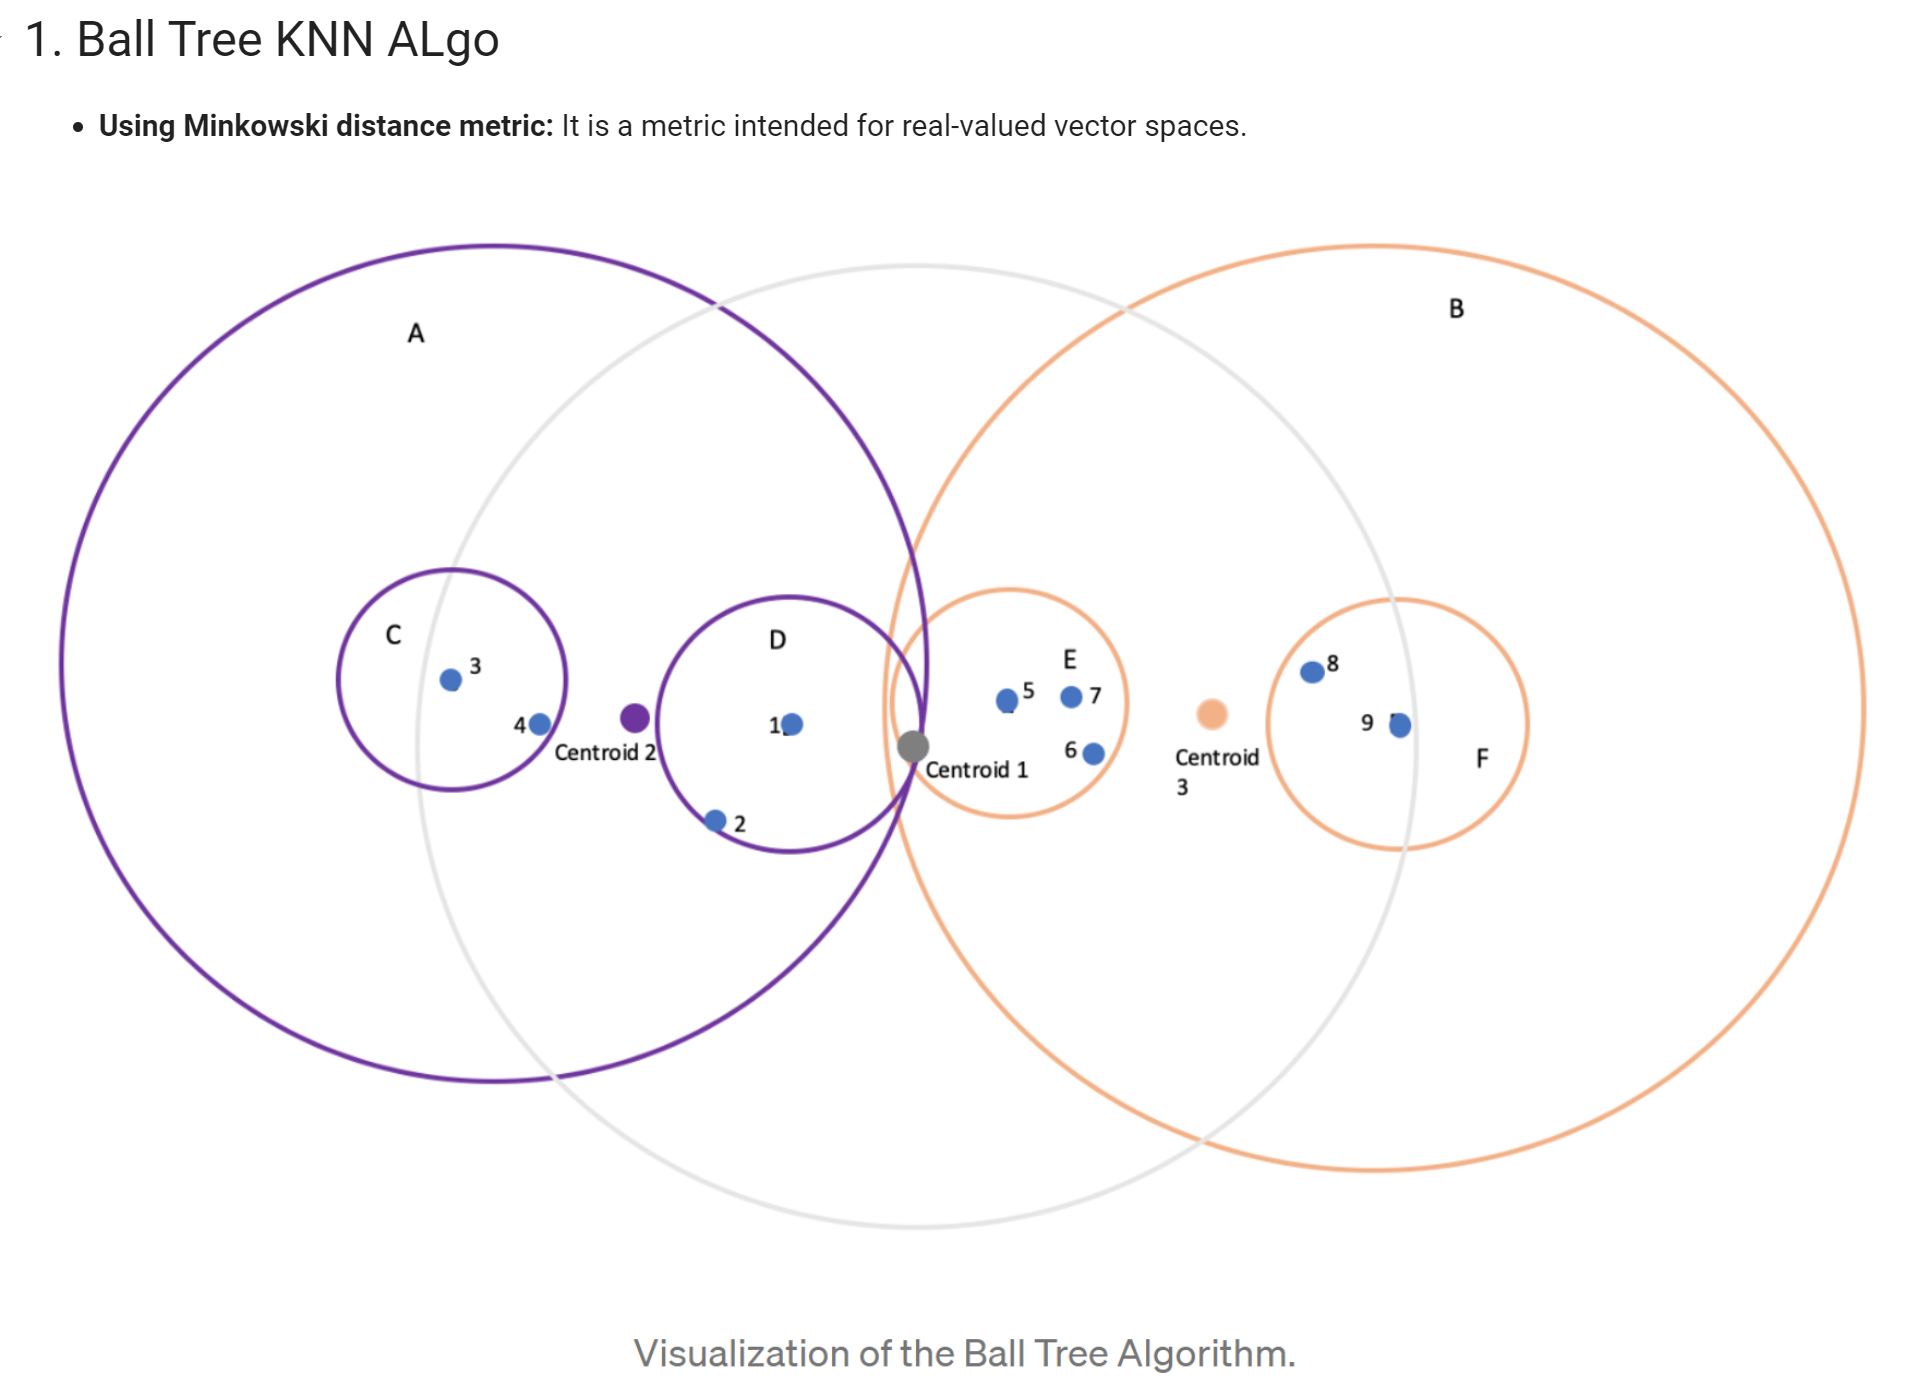 1. Ball Tree KNN ALgo
Using Minkowski distance metric: It is a metric intended for real-valued vector spaces.
A
B
C
3
4
Centroid 2
D
1
2
Centroid 1
E
5
7
6
Centroid
3
8
9
F
Visualization of the Ball Tree Algorithm.